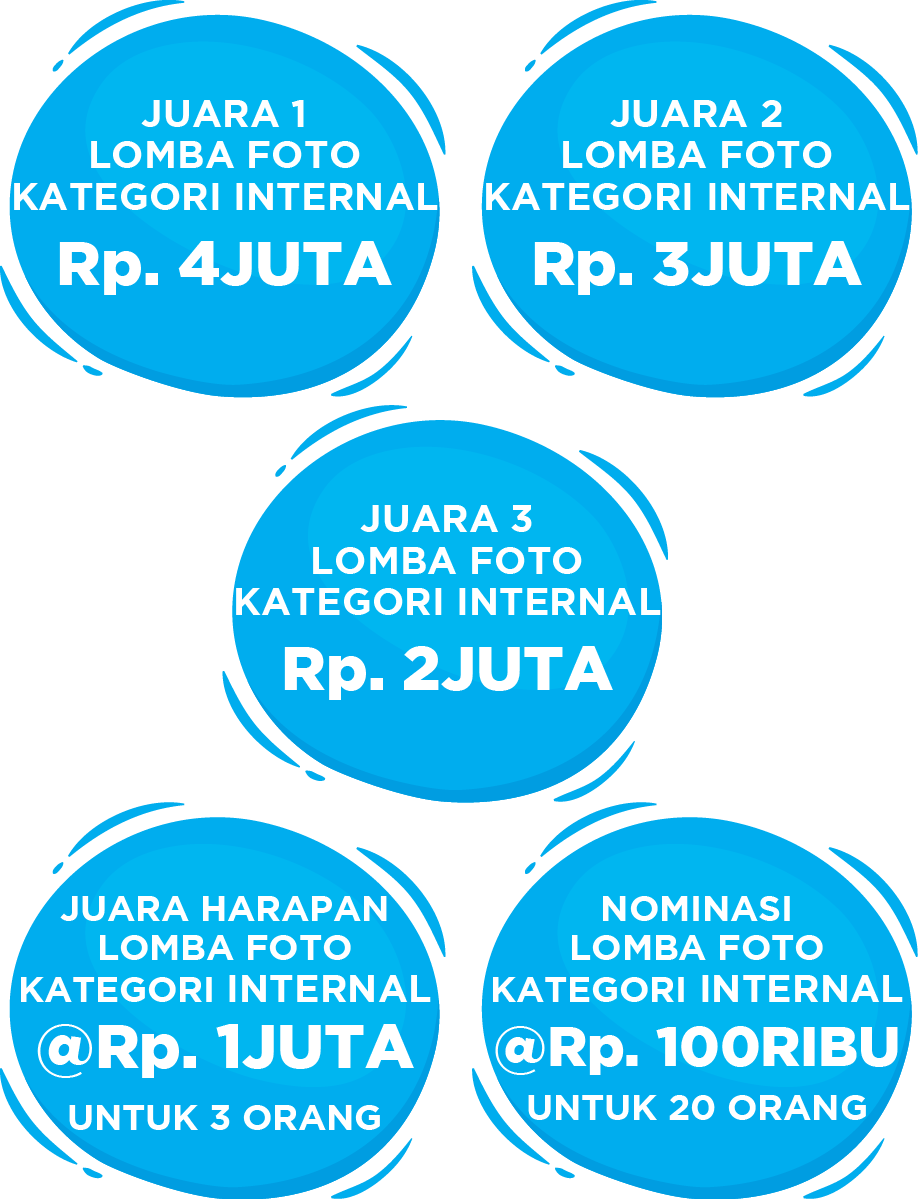 JUARA 1
LOMBA FOTO
KATEGORI INTERNAL
Rp. 4JUTA
JUARA 2
LOMBA FOTO
KATEGORI INTERNAL
Rp. 3JUTA
JUARA 3
LOMBA FOTO
KATEGORI INTERNAL
Rp. 2JUTA
JUARA HARAPAN
LOMBA FOTO
KATEGORI INTERNAL
@Rp. 1JUTA
UNTUK 3 ORANG
NOMINASI
LOMBA FOTO
KATEGORI INTERNAL
@Rp. 100RIBU
UNTUK 20 ORANG